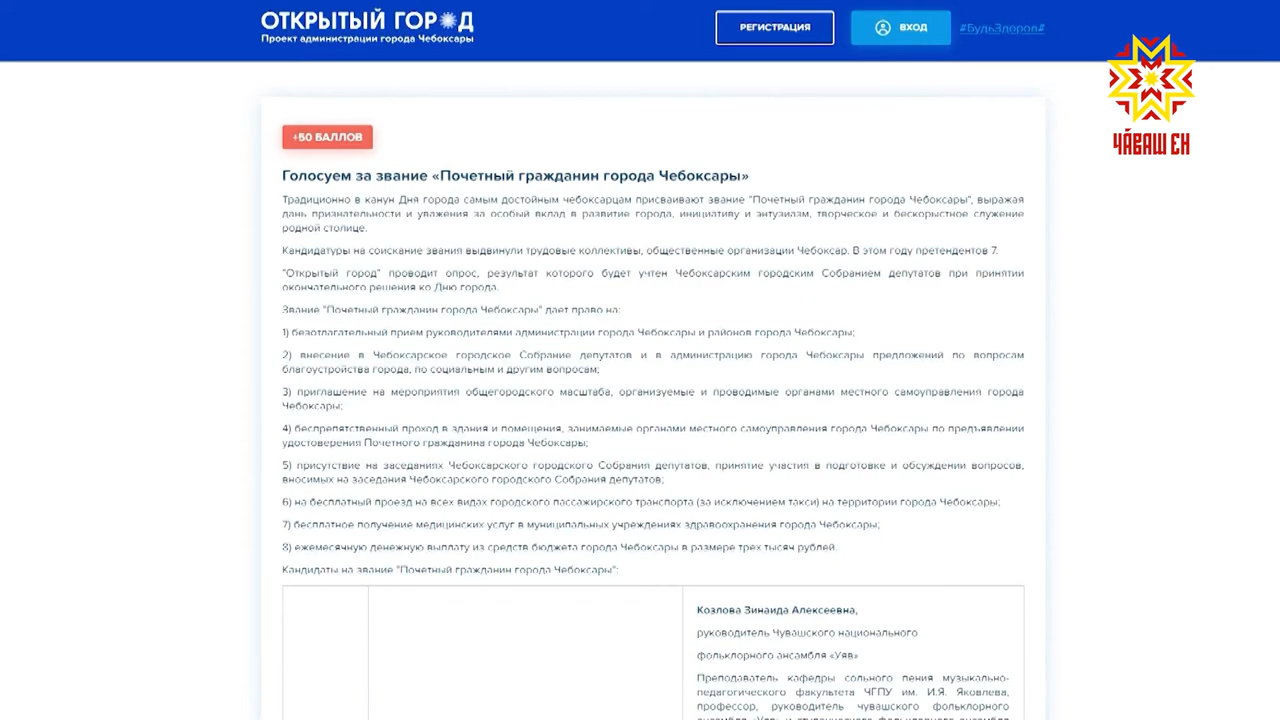 ОТКРЫТЫЙ ГОРОД
Проект администрации города Чебоксары
РЕГИСТРАЦИЯ
ВХОД
#БудьЗдоров#
ЧӐВАШ ЕН
+50 БАЛЛОВ
Голосуем за звание «Почетный гражданин города Чебоксары»
Традиционно в канун Дня города самым достойным чебоксарцам присваивают звание "Почетный гражданин города Чебоксары", выражая
дань признательности и уважения за особый вклад в развитие города, инициативу и энтузиазм, творческое и бескорыстное служение
родной столице.
Кандидатуры на соискание звания выдвинули трудовые коллективы, общественные организации Чебоксар. В этом году претендентов 7.
"Открытый город" проводит опрос, результат которого будет учтен Чебоксарским городским Собранием депутатов при принятии
окончательного решения ко Дню города.
Звание "Почетный гражданин города Чебоксары" дает право на:
1) безотлагательный прием руководителями администрации города Чебоксары и районов города Чебоксары;
2) внесение в Чебоксарское городское Собрание депутатов и в администрацию города Чебоксары предложений по вопросам
благоустройства города, по социальным и другим вопросам;
3) приглашение на мероприятия общегородского масштаба, организуемые и проводимые органами местного самоуправления города
Чебоксары;
4) беспрепятственный проход в здания и помещения, занимаемые органами местного самоуправления города Чебоксары по предъявлении
удостоверения Почетного гражданина города Чебоксары;
5) присутствие на заседаниях Чебоксарского городского Собрания депутатов, принятие участия в подготовке и обсуждении вопросов,
вносимых на заседания Чебоксарского городского Собрания депутатов;
6) на бесплатный проезд на всех видах городского пассажирского транспорта (за исключением такси) на территории города Чебоксары;
7) бесплатное получение медицинских услуг в муниципальных учреждениях здравоохранения города Чебоксары;
8) ежемесячную денежную выплату из средств бюджета города Чебоксары в размере трех тысяч рублей.
Кандидаты на звание "Почетный гражданин города Чебоксары":
Козлова Зинаида Алексеевна,
руководитель Чувашского национального
фольклорного ансамбля «Уяв»
Преподаватель кафедры сольного пения музыкально-
педагогического факультета ЧГПУ им. И.Я. Яковлева,
профессор, руководитель чувашского фольклорного